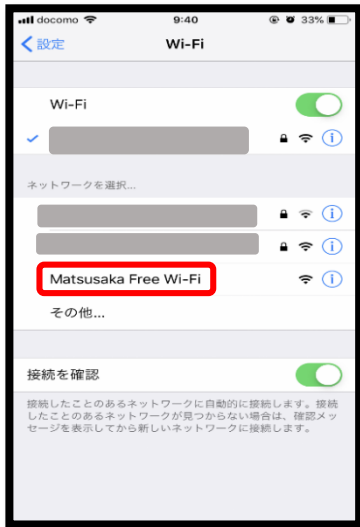 docomo 9:40 33%
設定 Wi-Fi
Wi-Fi
ネットワークを選択...
Matsusaka Free Wi-Fi
その他...
接続を確認
接続したことのあるネットワークに自動的に接続します。接続
したことのあるネットワークが見つからない場合は、確認メッ
セージを表示してから新しいネットワークに接続します。